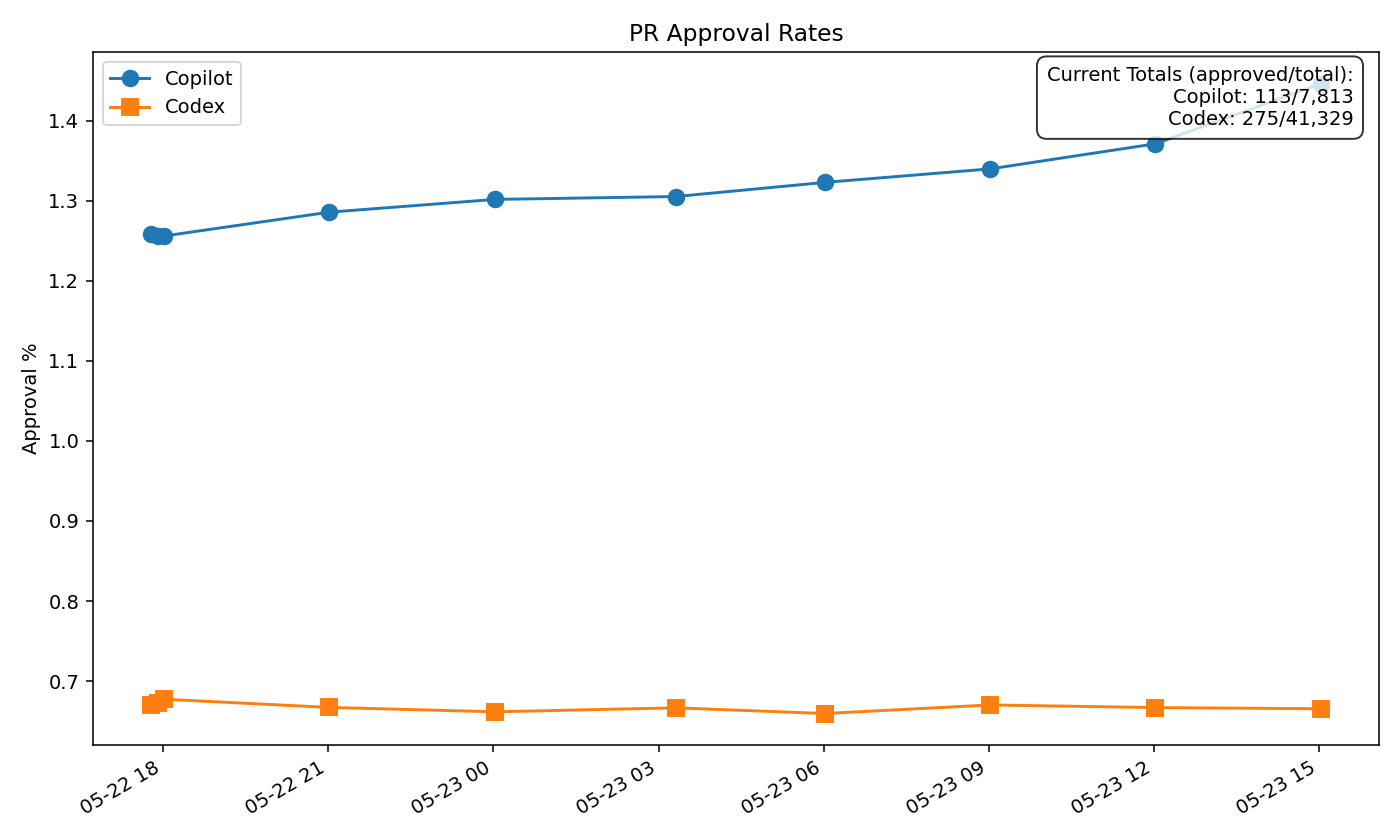 PR Approval Rates
Copilot
Codex
Current Totals (approved/total):
Copilot: 113/7,813
Codex: 275/41,329
Approval %
1.4
1.3
1.2
1.1
1.0
0.9
0.8
0.7
05-22 18
05-22 21
05-23 00
05-23 03
05-23 06
05-23 09
05-23 12
05-23 15